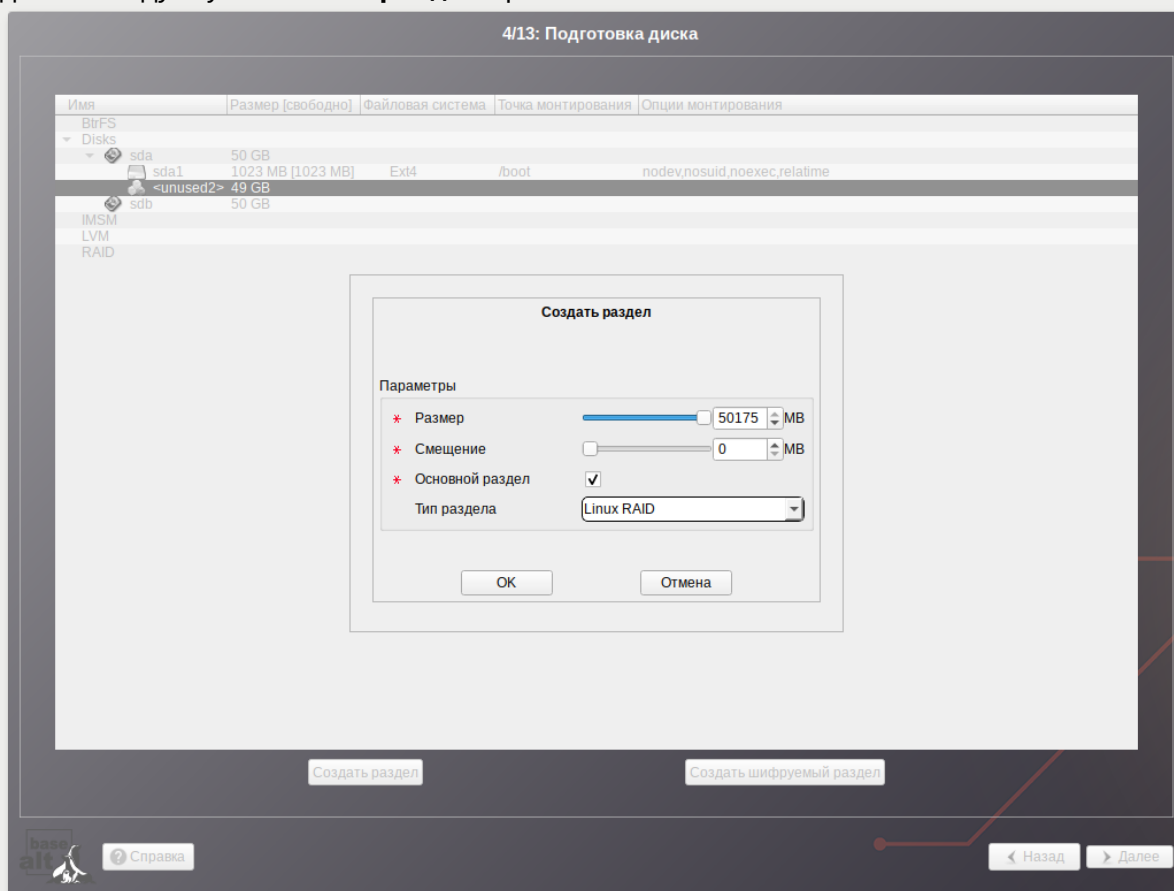 4/13: Подготовка диска
Имя Размер [свободно] Файловая система Точка монтирования Опции монтирования
BtrFS
Disks
sda 50 GB
sda1 1023 MB [1023 MB] Ext4 /boot nodev,nosuid,noexec,relatime
<unused2> 49 GB
sdb 50 GB
IMSM
LVM
RAID
Создать раздел
Параметры
* Размер 50175 MB
* Смещение 0 MB
* Основной раздел
Тип раздела Linux RAID
OK Отмена
Создать раздел Создать шифруемый раздел
base
alt
Справка Назад Далее